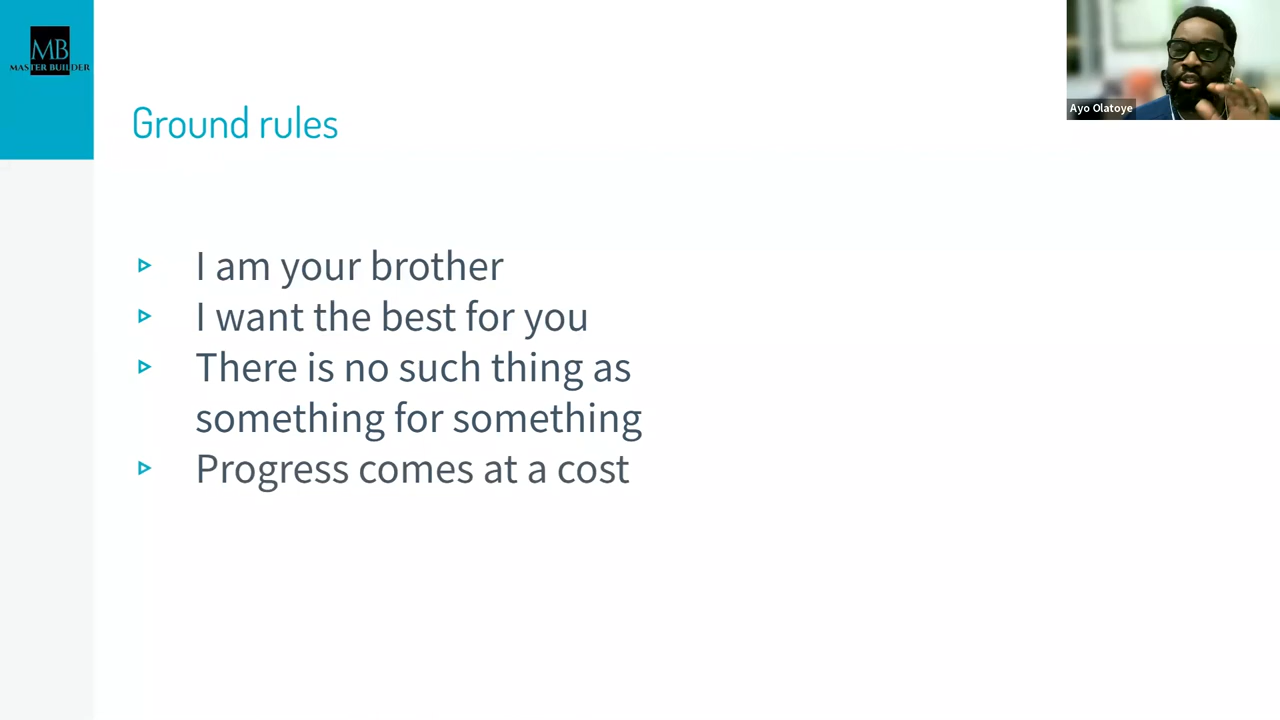 MB
MASTER BUILDER
Ayo Olatoye
Ground rules
I am your brother
I want the best for you
There is no such thing as
something for something
Progress comes at a cost